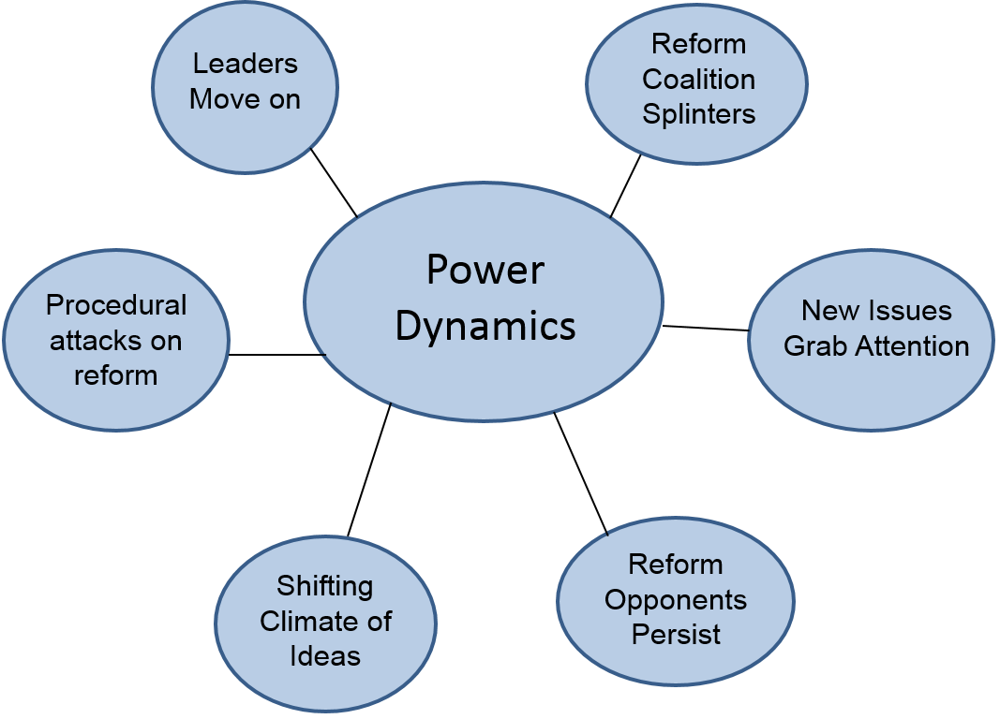 Leaders
Move on
Reform
Coalition
Splinters
Power
Dynamics
Procedural
attacks on
reform
New Issues
Grab Attention
Shifting
Climate of
Ideas
Reform
Opponents
Persist